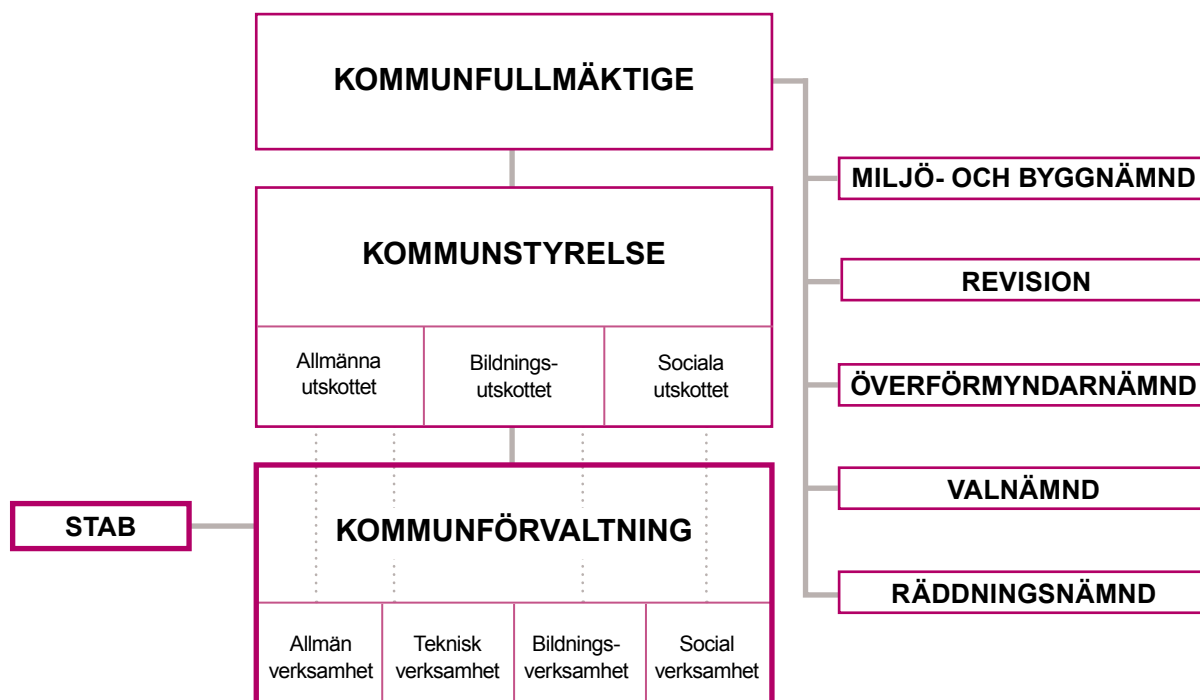 KOMMUNFULLMÄKTIGE
KOMMUNSTYRELSE
Allmänna
utskottet
Bildnings-
utskottet
Sociala
utskottet
STAB
KOMMUNFÖRVALTNING
Allmän
verksamhet
Teknisk
verksamhet
Bildnings-
verksamhet
Social
verksamhet
MILJÖ- OCH BYGGNÄMND
REVISION
ÖVERFÖRMYNDARNÄMND
VALNÄMND
RÄDDNINGSNÄMND